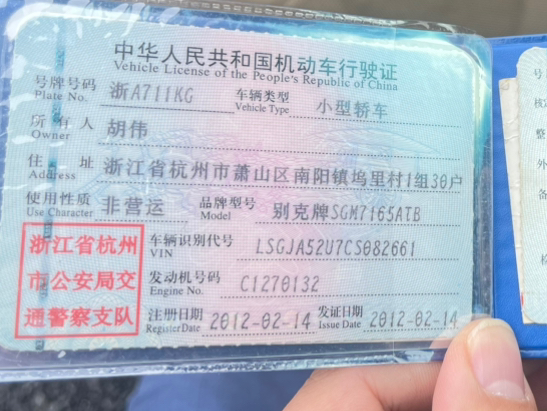 中华人民共和国机动车行驶证
Vehicle License of the People's Republic of China
号牌号码 浙A711KG 车辆类型 小型轿车
Plate No. Vehicle Type
所有人 胡伟
Owner
住址 浙江省杭州市萧山区南阳镇坞里村1组30户
Address
使用性质 非营运 品牌型号 别克牌SGM7165ATB
Use Character Model
浙江省杭州
市公安局交
通警察支队
车辆识别代号 LSGJA52U7CS082661
VIN
发动机号码 C1270132
Engine No.
注册日期 2012-02-14 发证日期 2012-02-14
Register Date Issue Date
号
核
整
外
备
检